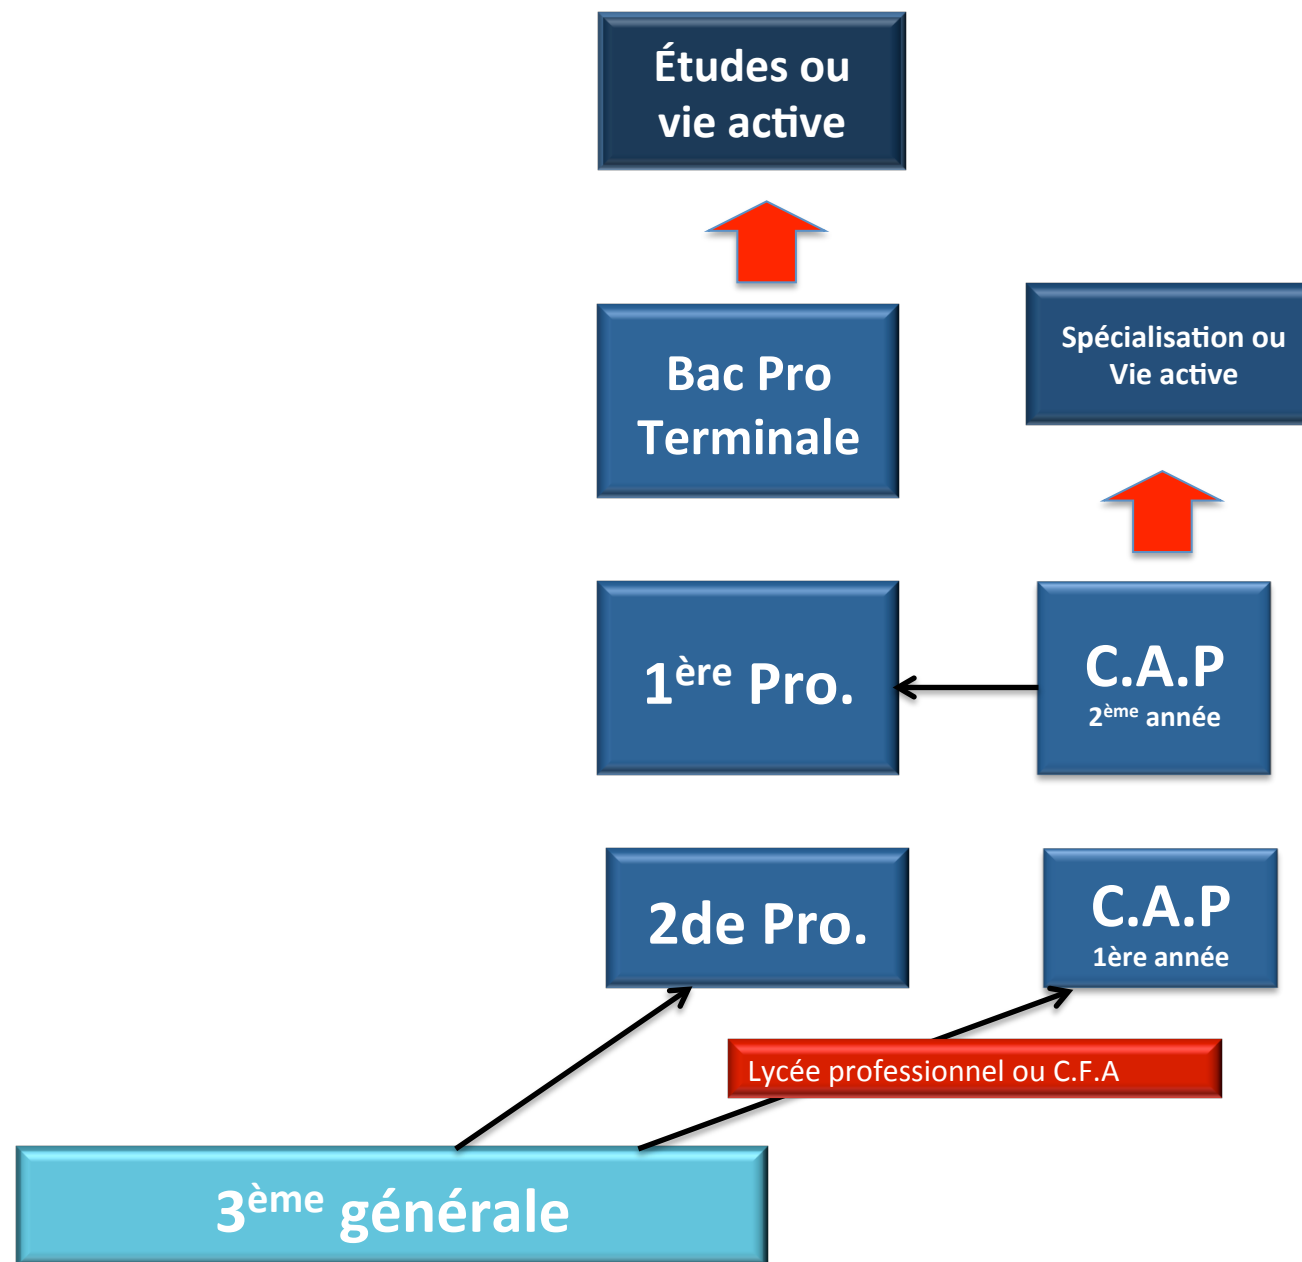 Études ou
vie active
Bac Pro
Terminale
Spécialisation ou
Vie active
1ère Pro.
C.A.P
2ème année
2de Pro.
C.A.P
1ère année
Lycée professionnel ou C.F.A
3ème générale